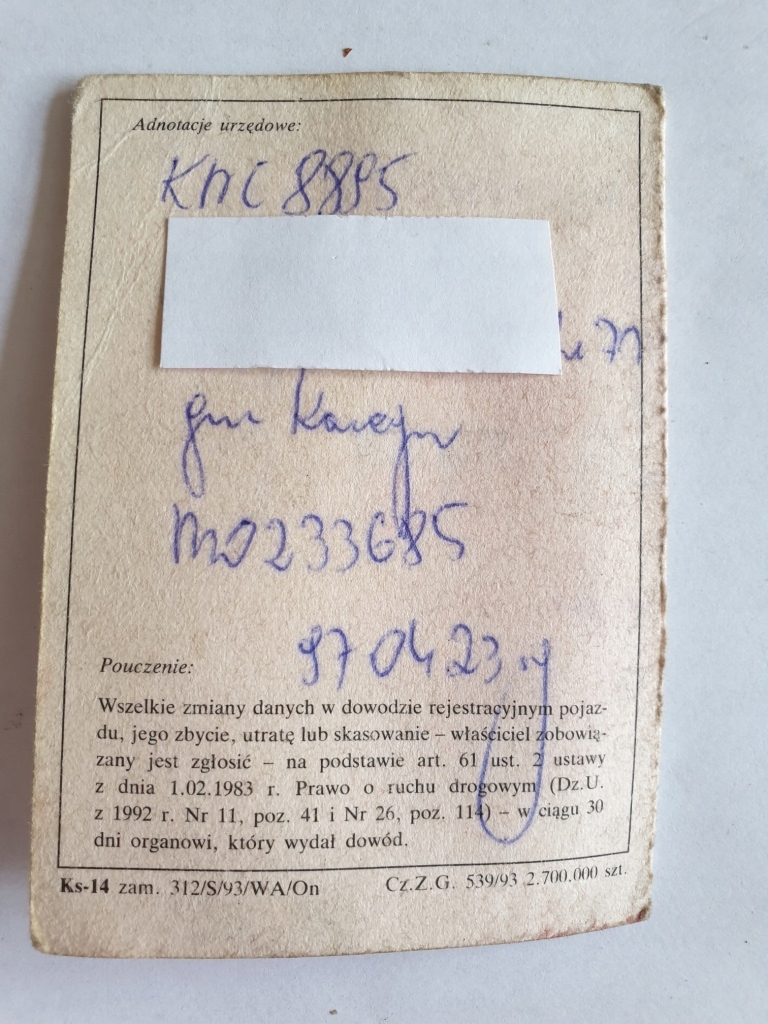 Adnotacje urzędowe:
8895
71
gm
233685
97 04 23
Pouczenie:
Wszelkie zmiany danych w dowodzie rejestracyjnym pojaz-
du, jego zbycie, utratę lub skasowanie – właściciel zobowią-
zany jest zgłosić – na podstawie art. 61 ust. 2 ustawy
z dnia 1.02.1983 r. Prawo o ruchu drogowym (Dz.U.
z 1992 r. Nr 11, poz. 41 i Nr 26, poz. 114) – w ciągu 30
dni organowi, który wydał dowód.
Ks-14 zam. 312/S/93/WA/On Cz.Z.G. 539/93 2.700.000 szt.